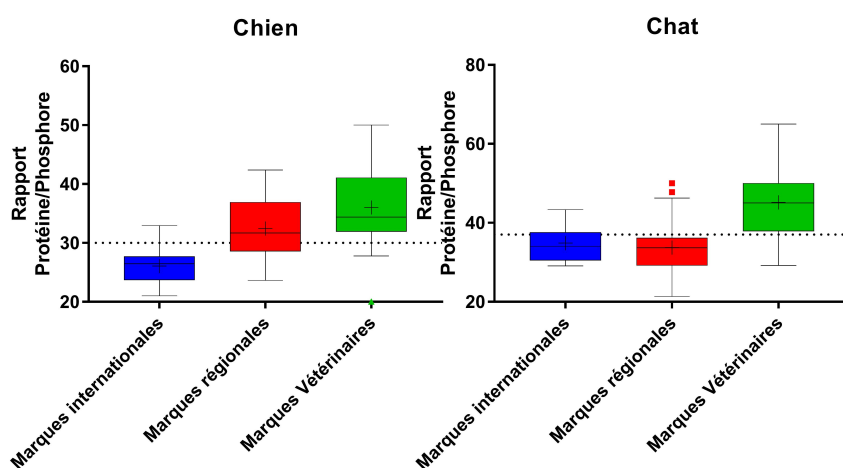 Chien
Rapport
Protéine/Phosphore
60
50
40
30
20
Marques internationales
Marques régionales
Marques Vétérinaires
Chat
Rapport
Protéine/Phosphore
80
60
40
20
Marques internationales
Marques régionales
Marques Vétérinaires